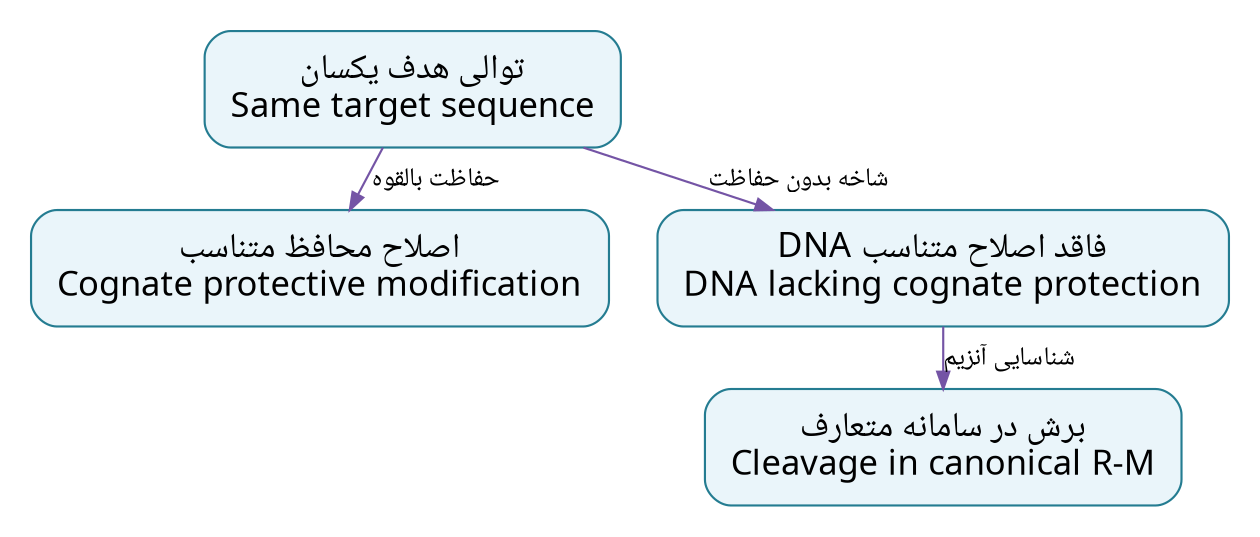 توالی هدف یکسان
Same target sequence
حفاظت بالقوه
شاخه بدون حفاظت
اصلاح محافظ متناسب
Cognate protective modification
DNA فاقد اصلاح متناسب
DNA lacking cognate protection
شناسایی آنزیم
برش در سامانه متعارف
Cleavage in canonical R-M